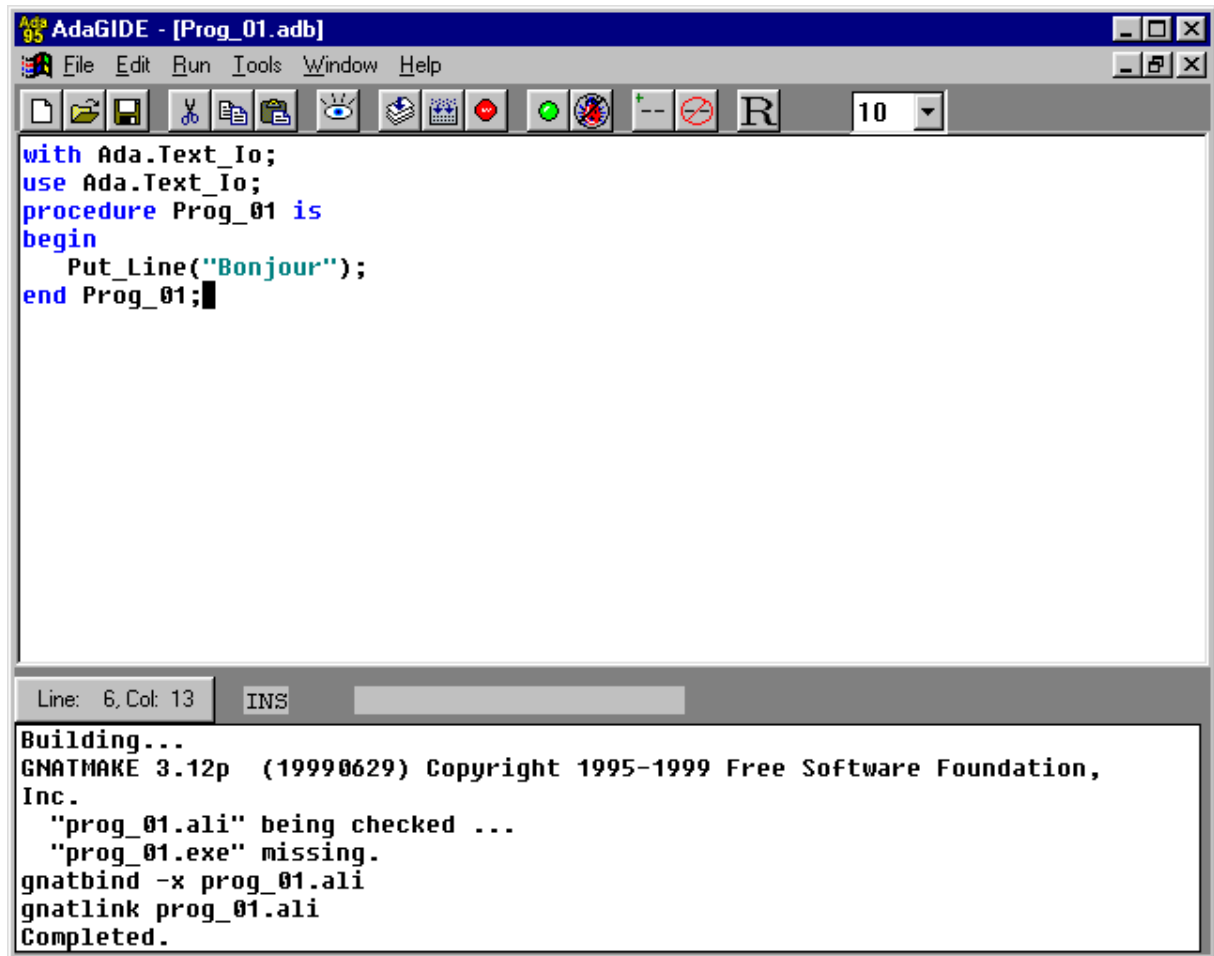 Ada
95 AdaGIDE - [Prog_01.adb]
File Edit Run Tools Window Help
R 10
with Ada.Text_Io;
use Ada.Text_Io;
procedure Prog_01 is
begin
   Put_Line("Bonjour");
end Prog_01;
Line: 6, Col: 13 INS
Building...
GNATMAKE 3.12p  (19990629) Copyright 1995-1999 Free Software Foundation,
Inc.
  "prog_01.ali" being checked ...
  "prog_01.exe" missing.
gnatbind -x prog_01.ali
gnatlink prog_01.ali
Completed.